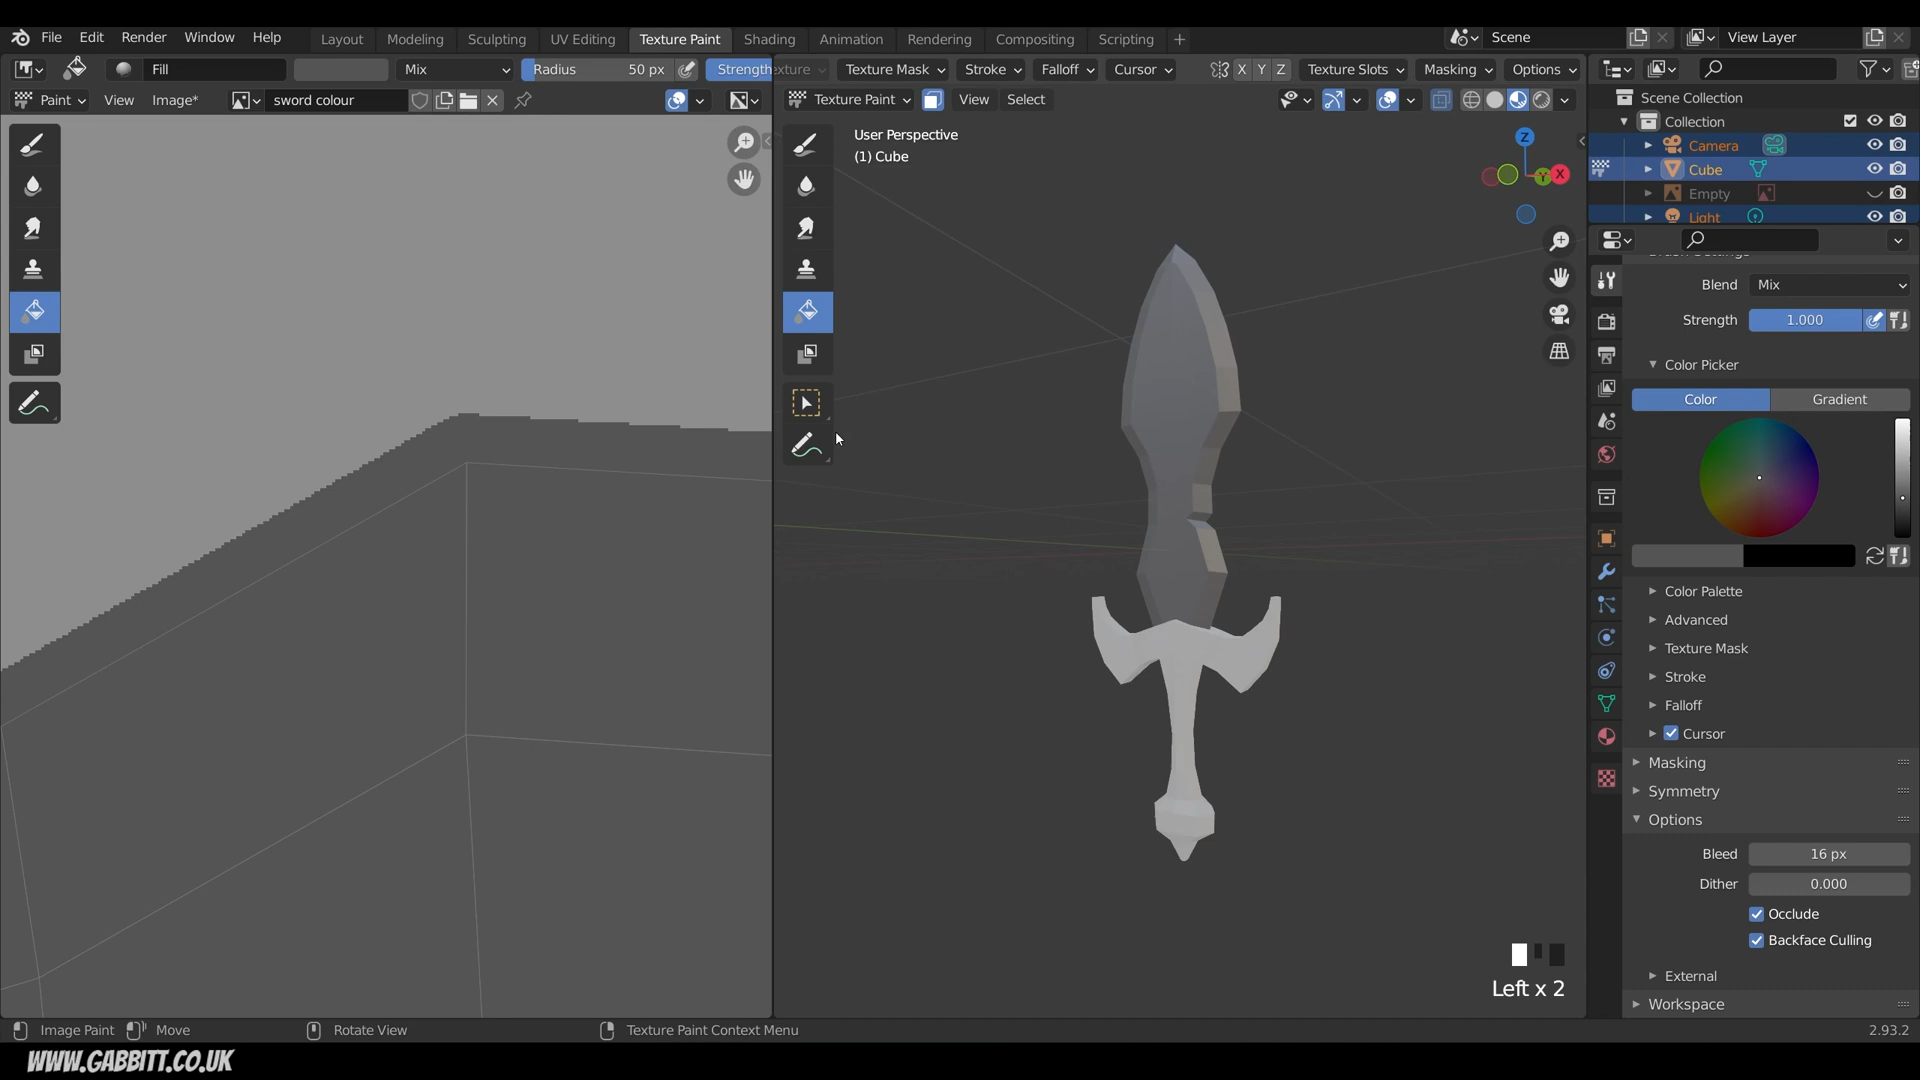 File Edit Render Window Help Layout Modeling Sculpting UV Editing Texture Paint Shading Animation Rendering Compositing Scripting + Scene View Layer
Fill Mix Radius 50 px Strength exture Texture Mask Stroke Falloff Cursor X Y Z Texture Slots Masking Options
Paint View Image* sword colour Texture Paint View Select
Scene Collection
Collection
Camera
Cube
Empty
Light
User Perspective
(1) Cube
Z
Y
X
Blend Mix
Strength 1.000
Color Picker
Color Gradient
Color Palette
Advanced
Texture Mask
Stroke
Falloff
Cursor
Masking
Symmetry
Options
Bleed 16 px
Dither 0.000
Occlude
Backface Culling
External
Workspace
Left x 2
Image Paint Move Rotate View Texture Paint Context Menu 2.93.2
WWW.GABBITT.CO.UK